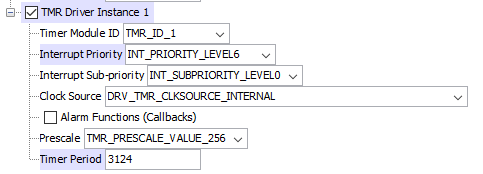 TMR Driver Instance 1
Timer Module ID TMR_ID_1
Interrupt Priority INT_PRIORITY_LEVEL6
Interrupt Sub-priority INT_SUBPRIORITY_LEVEL0
Clock Source DRV_TMR_CLKSOURCE_INTERNAL
Alarm Functions (Callbacks)
Prescale TMR_PRESCALE_VALUE_256
Timer Period 3124